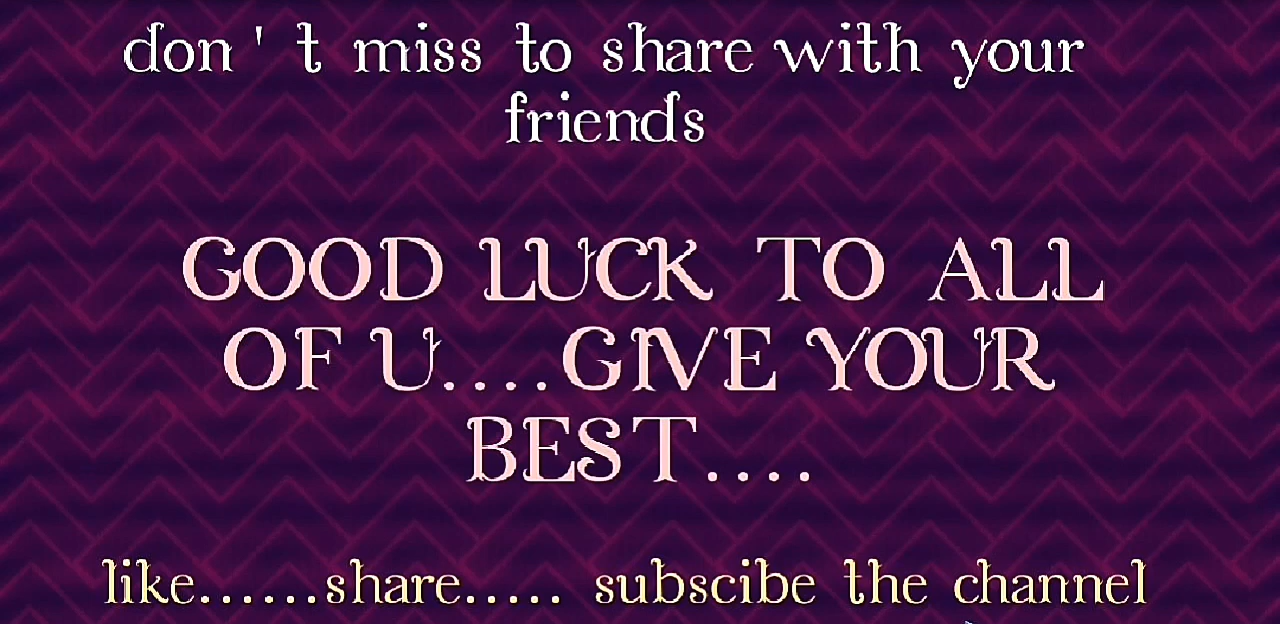 don ' t miss to share with your
friends
GOOD LUCK TO ALL
OF U....GIVE YOUR
BEST....
like......share..... subscibe the channel